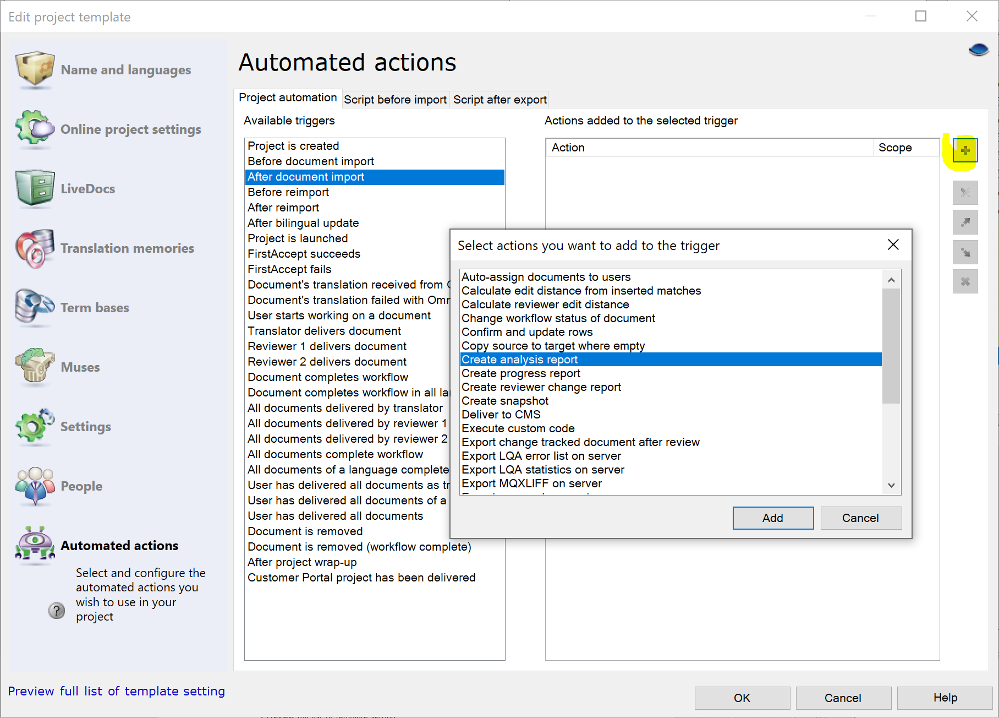 Edit project template
Name and languages
Online project settings
LiveDocs
Translation memories
Term bases
Muses
Settings
People
Automated actions
Select and configure the
automated actions you
wish to use in your
project
?
Preview full list of template setting
Automated actions
Project automation
Script before import
Script after export
Available triggers
Project is created
Before document import
After document import
Before reimport
After reimport
After bilingual update
Project is launched
FirstAccept succeeds
FirstAccept fails
Document's translation received from
Document's translation failed with
User starts working on a document
Translator delivers document
Reviewer 1 delivers document
Reviewer 2 delivers document
Document completes workflow
Document completes workflow in all
All documents delivered by translator
All documents delivered by reviewer 1
All documents delivered by reviewer 2
All documents complete workflow
All documents of a language complete
User has delivered all documents as
User has delivered all documents of a
User has delivered all documents
Document is removed
Document is removed (workflow complete)
After project wrap-up
Customer Portal project has been delivered
Actions added to the selected trigger
Action
Scope
Select actions you want to add to the trigger
Auto-assign documents to users
Calculate edit distance from inserted matches
Calculate reviewer edit distance
Change workflow status of document
Confirm and update rows
Copy source to target where empty
Create analysis report
Create progress report
Create reviewer change report
Create snapshot
Deliver to CMS
Execute custom code
Export change tracked document after review
Export LQA error list on server
Export LQA statistics on server
Export MQXLIFF on server
Add
Cancel
OK
Cancel
Help